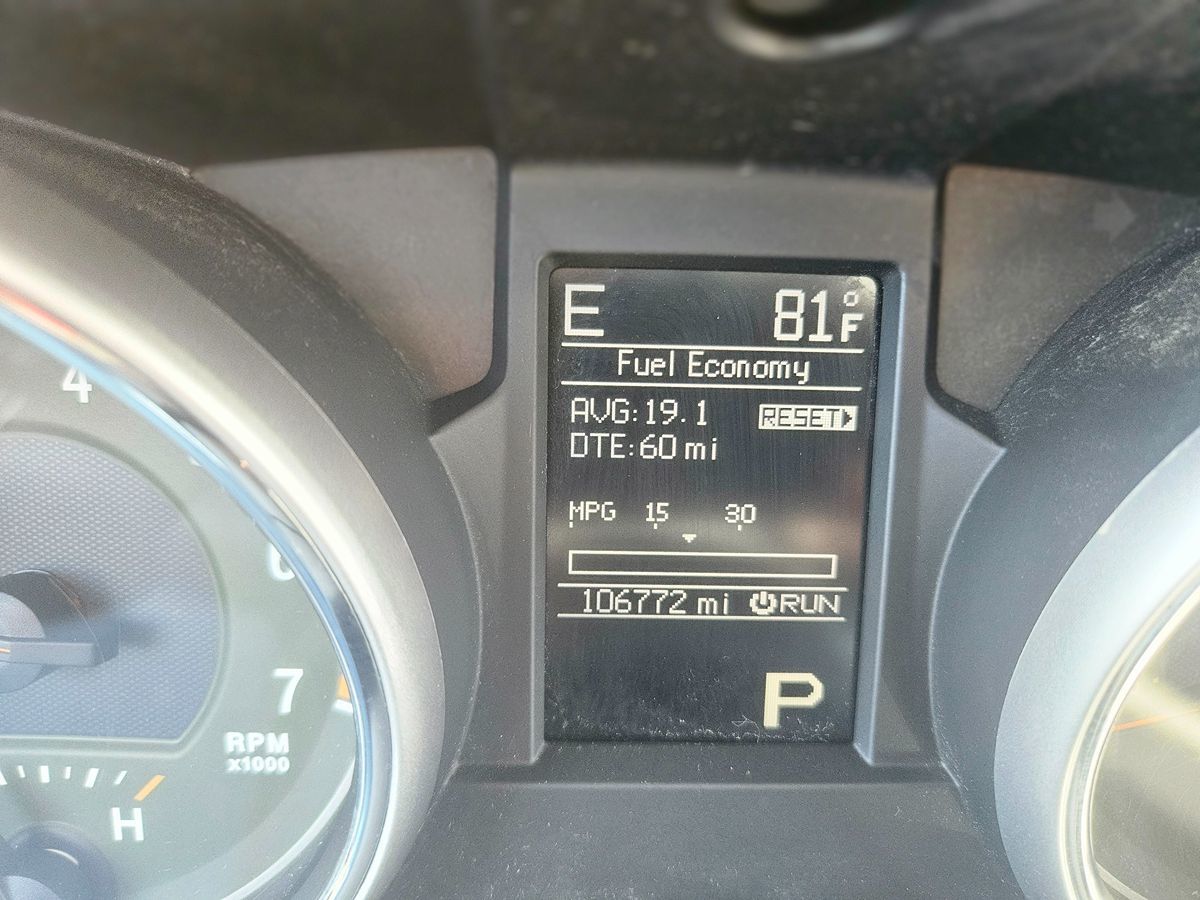 E 81°F
Fuel Economy
AVG: 19.1 RESET
DTE: 60 mi
MPG 15 30
106772 mi RUN
P
4
6
7
RPM
x1000
H